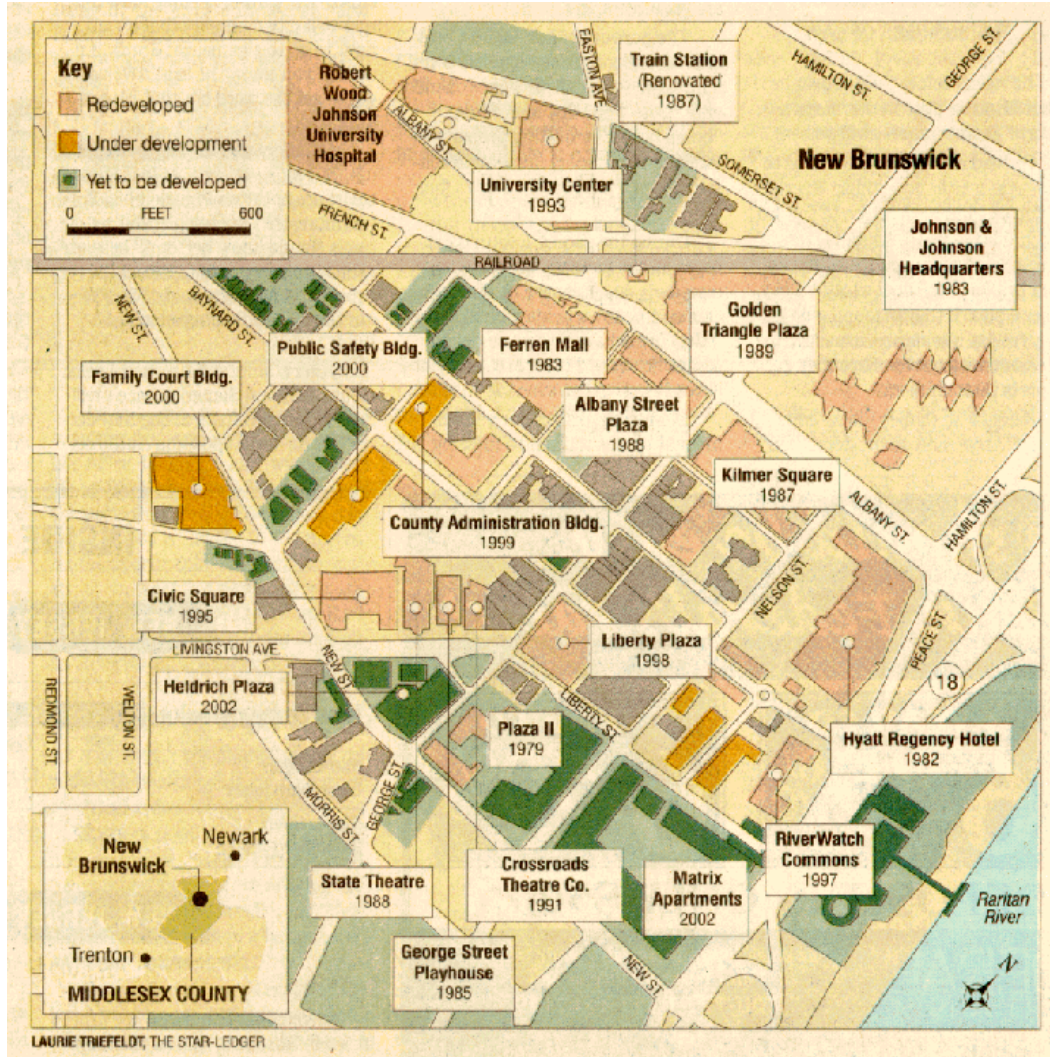 Key
Redeveloped
Under development
Yet to be developed
0 FEET 600
Robert
Wood
Johnson
University
Hospital
ALBANY ST.
EASTON AVE.
Train Station
(Renovated
1987)
HAMILTON ST.
GEORGE ST.
New Brunswick
SOMERSET ST.
University Center
1993
FRENCH ST.
RAILROAD
Johnson &
Johnson
Headquarters
1983
NEW ST.
BAYNARD ST.
Golden
Triangle Plaza
1989
Public Safety Bldg.
2000
Ferren Mall
1983
Family Court Bldg.
2000
Albany Street
Plaza
1988
Kilmer Square
1987
ALBANY ST.
HAMILTON ST.
County Administration Bldg.
1999
NELSON ST.
Civic Square
1995
PEACE ST.
Liberty Plaza
1998
LIVINGSTON AVE.
NEW ST.
18
Heldrich Plaza
2002
REDMOND ST.
WELTON ST.
LIBERTY ST.
Plaza II
1979
Hyatt Regency Hotel
1982
GEORGE ST.
MORRIS ST.
RiverWatch
Commons
1997
Crossroads
Theatre Co.
1991
Matrix
Apartments
2002
State Theatre
1988
Raritan
River
George Street
Playhouse
1985
NEW ST.
N
New
Brunswick
Newark
Trenton
MIDDLESEX COUNTY
LAURIE TRIEFELDT, THE STAR-LEDGER